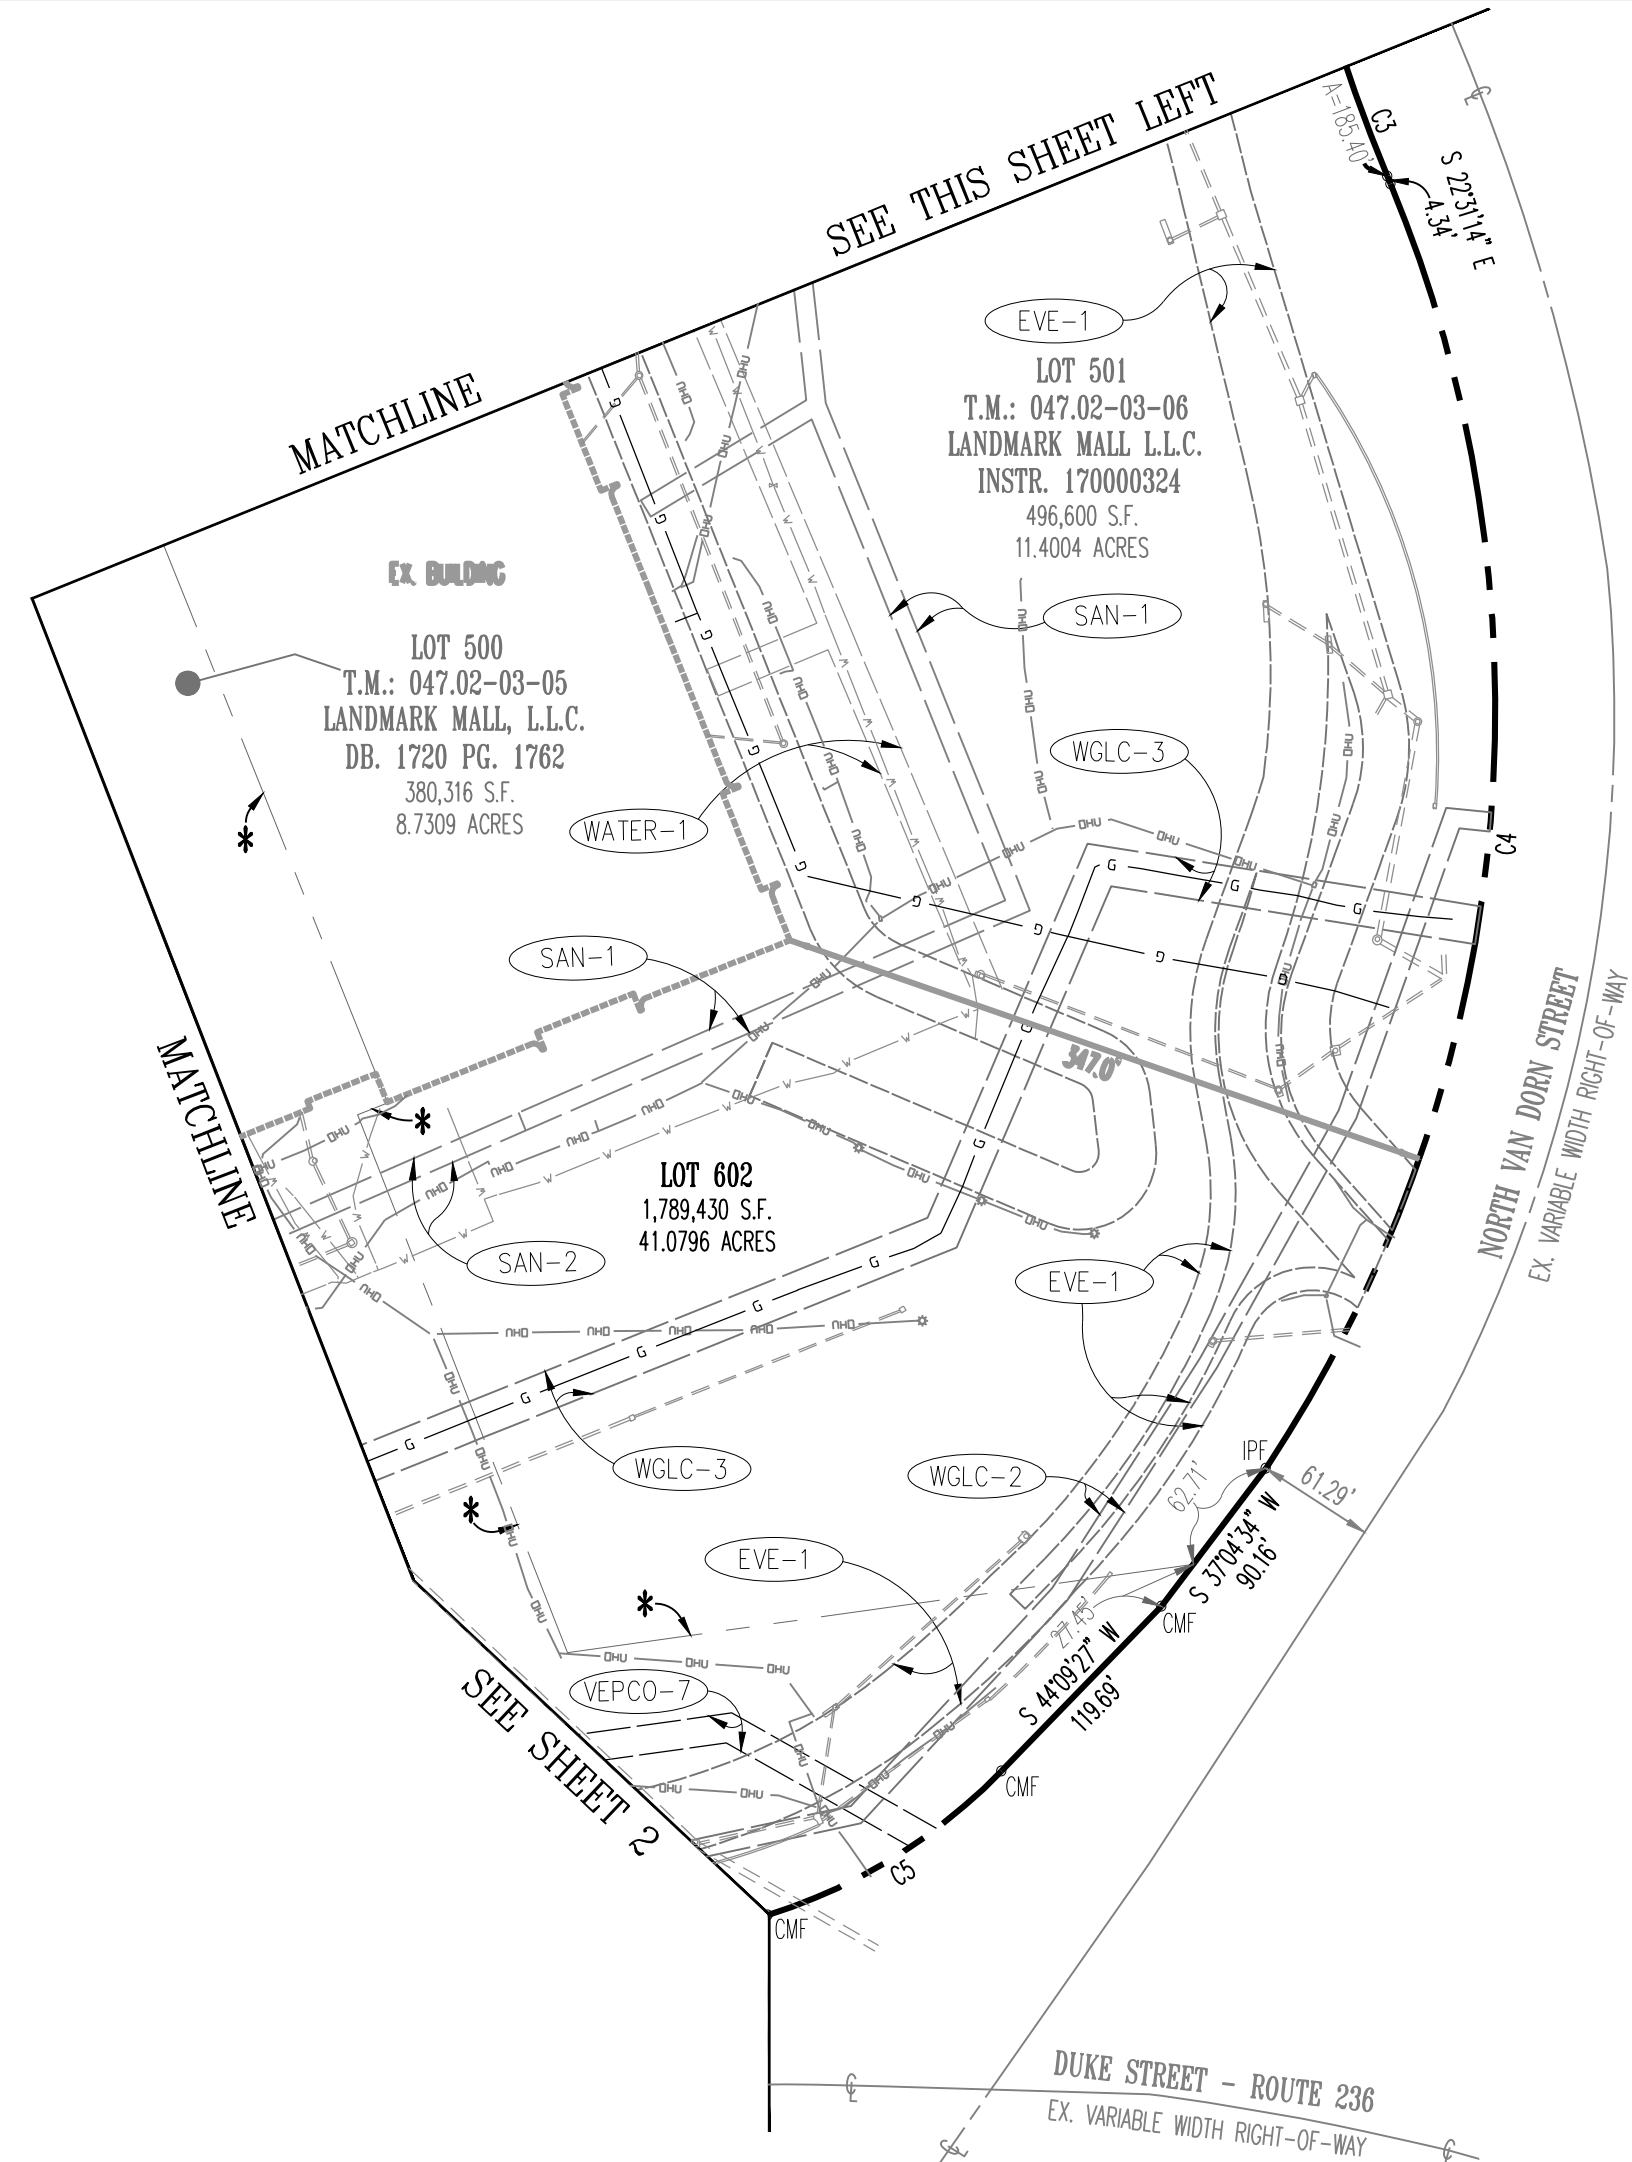 SEE THIS SHEET LEFT
MATCHLINE
C3
A=185.40'
S 22°31'14" E
4.34'
EVE-1
LOT 501
T.M.: 047.02-03-06
LANDMARK MALL L.L.C.
INSTR. 170000324
496,600 S.F.
11.4004 ACRES
EX. BUILDING
LOT 500
T.M.: 047.02-03-05
LANDMARK MALL, L.L.C.
DB. 1720 PG. 1762
380,316 S.F.
8.7309 ACRES
SAN-1
WGLC-3
WATER-1
C4
SAN-1
347.0'
MATCHLINE
LOT 602
1,789,430 S.F.
41.0796 ACRES
SAN-2
EVE-1
NORTH VAN DORN STREET
EX. VARIABLE WIDTH RIGHT-OF-WAY
WGLC-3
WGLC-2
IPF
62.71'
61.29'
S 37°04'34" W
90.16'
EVE-1
27.45'
CMF
S 44°09'27" W
119.69'
VEPCO-7
SEE SHEET 2
CMF
C5
CMF
DUKE STREET - ROUTE 236
EX. VARIABLE WIDTH RIGHT-OF-WAY